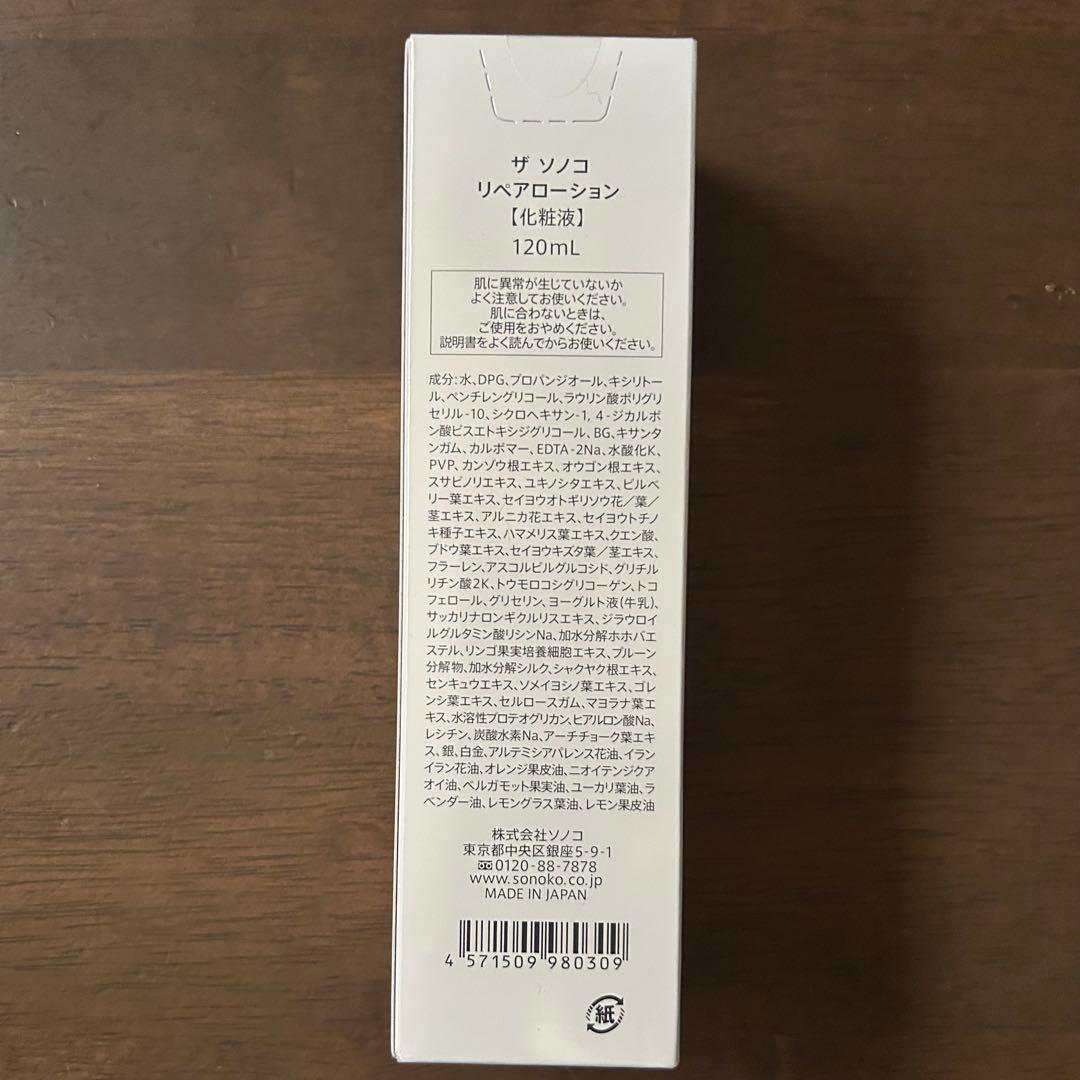 ザ ソノコ
リペアローション
【化粧液】
120mL
肌に異常が生じていないか
よく注意してお使いください。
肌に合わないときは、
ご使用をおやめください。
説明書をよく読んでからお使いください。
成分:水、DPG、プロパンジオール、キシリトー
ル、ペンチレングリコール、ラウリン酸ポリグリ
セリル-10、シクロヘキサン-1, 4-ジカルボ
ン酸ビスエトキシジグリコール、BG、キサンタ
ンガム、カルボマー、EDTA-2Na、水酸化K、
PVP、カンゾウ根エキス、オウゴン根エキス、
スサビノリエキス、ユキノシタエキス、ビルベ
リー葉エキス、セイヨウオトギリソウ花／葉／
茎エキス、アルニカ花エキス、セイヨウトチノ
キ種子エキス、ハマメリス葉エキス、クエン酸、
ブドウ葉エキス、セイヨウキズタ葉／茎エキス、
フラーレン、アスコルビルグルコシド、グリチル
リチン酸2K、トウモロコシグリコーゲン、トコ
フェロール、グリセリン、ヨーグルト液(牛乳)、
サッカリナロンギクルリスエキス、ジラウロイ
ルグルタミン酸リシンNa、加水分解ホホバエ
ステル、リンゴ果実培養細胞エキス、プルーン
分解物、加水分解シルク、シャクヤク根エキス、
センキュウエキス、ソメイヨシノ葉エキス、ゴレ
ンシ葉エキス、セルロースガム、マヨラナ葉エ
キス、水溶性プロテオグリカン、ヒアルロン酸Na、
レシチン、炭酸水素Na、アーチチョーク葉エキ
ス、銀、白金、アルテミシアパレンス花油、イラン
イラン花油、オレンジ果皮油、ニオイテンジクア
オイ油、ベルガモット果実油、ユーカリ葉油、ラ
ベンダー油、レモングラス葉油、レモン果皮油
株式会社ソノコ
東京都中央区銀座5-9-1
0120-88-7878
www.sonoko.co.jp
MADE IN JAPAN
4 571509 980309
紙